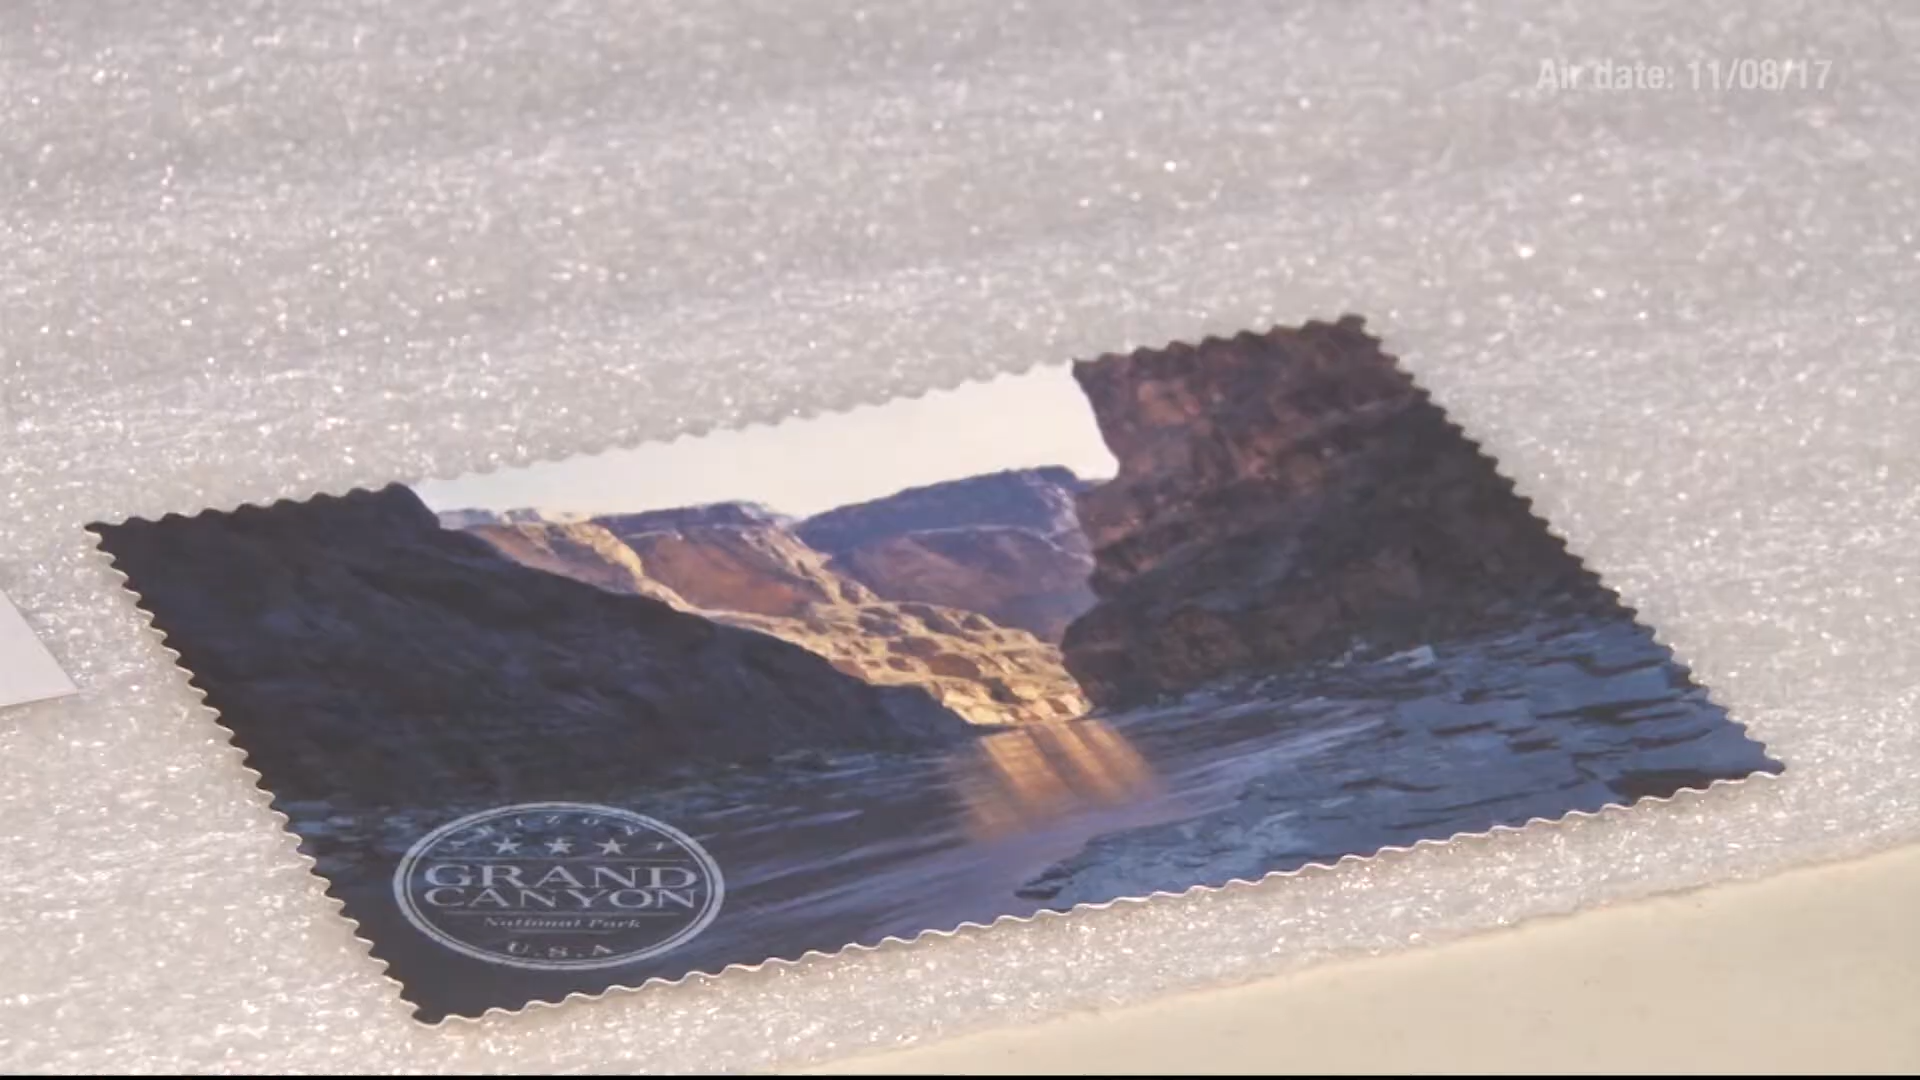 Air date: 11/08/17
ARIZONA
GRAND
CANYON
National Park
U.S.A